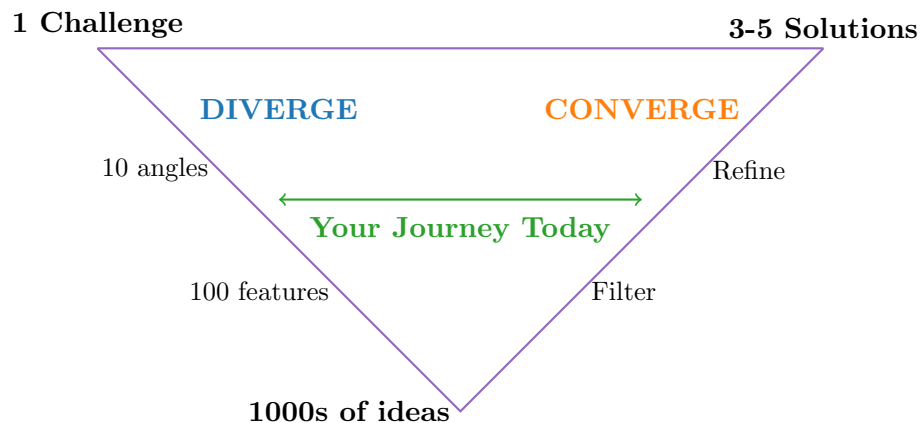 1 Challenge
3-5 Solutions
DIVERGE
CONVERGE
10 angles
Refine
Your Journey Today
100 features
Filter
1000s of ideas